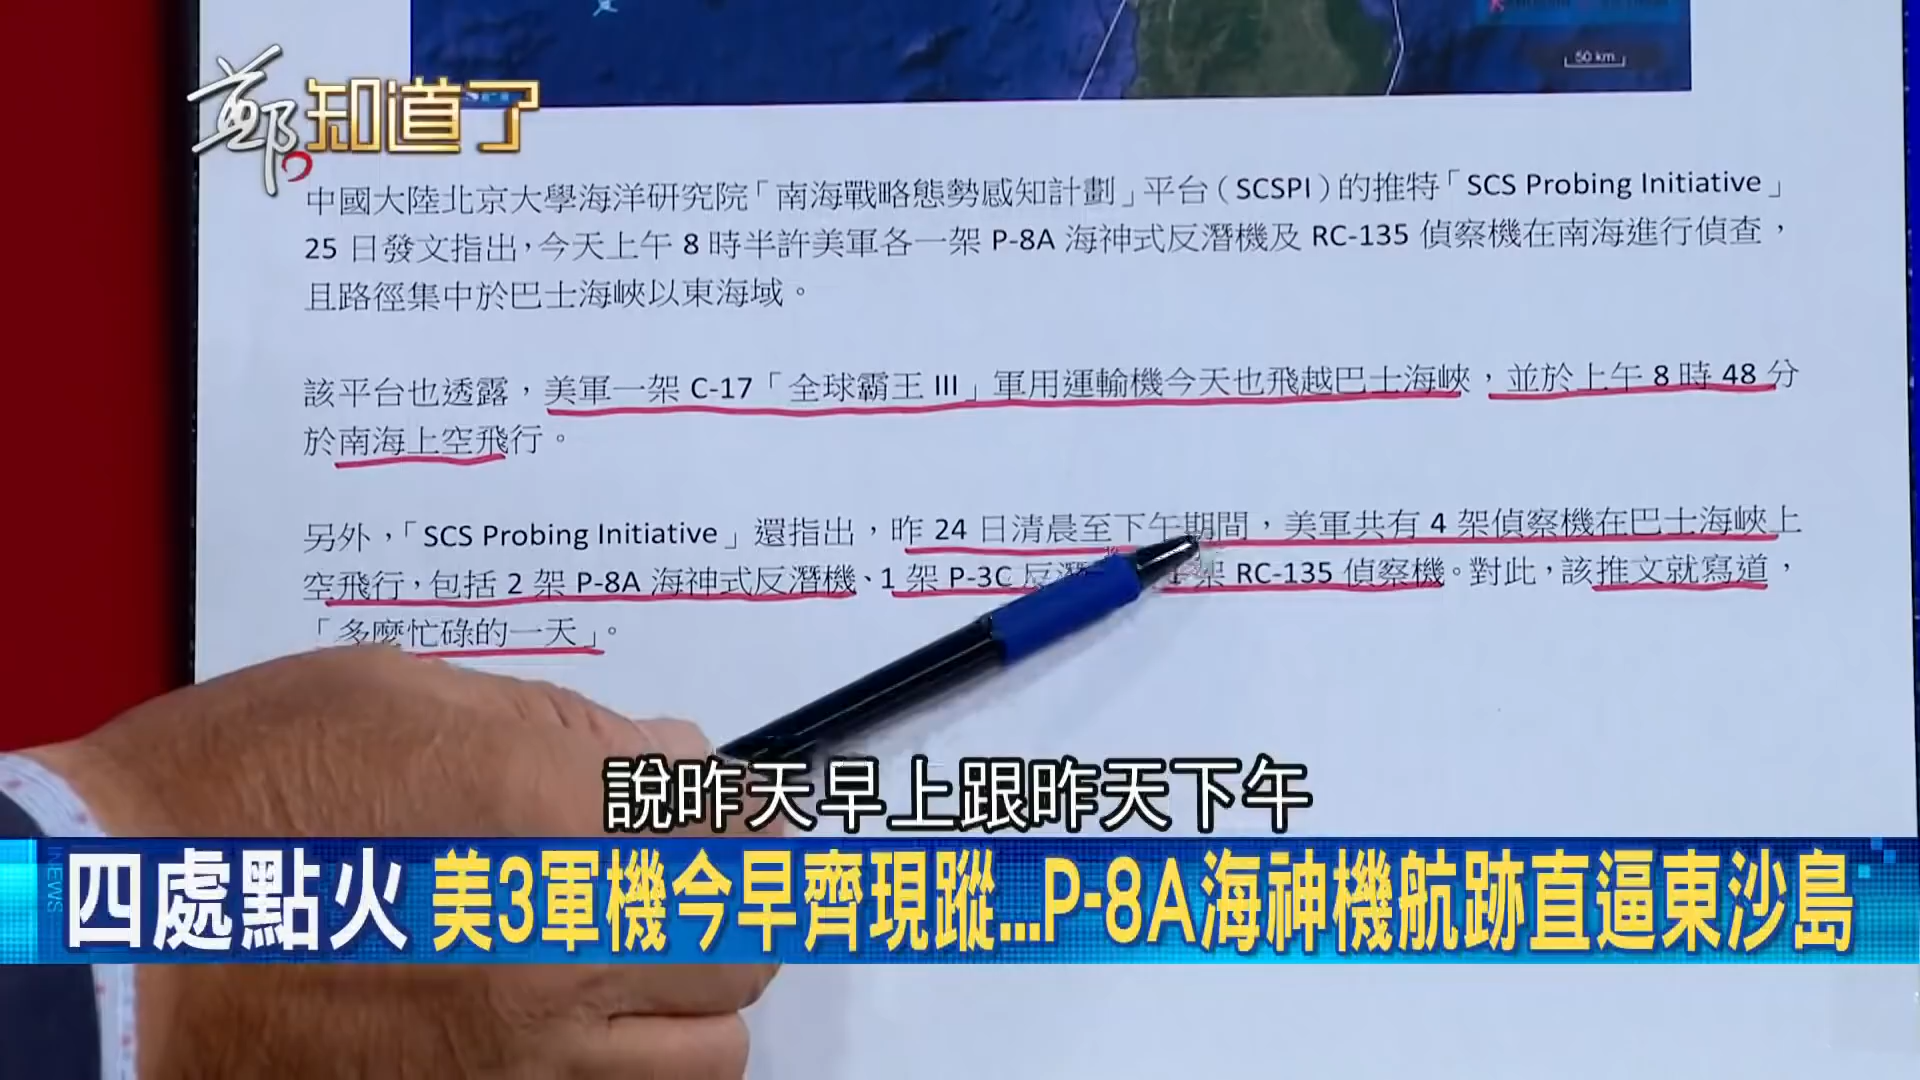 50 km
鄭知道了
中國大陸北京大學海洋研究院「南海戰略態勢感知計劃」平台(SCSPI)的推特「SCS Probing Initiative」
25 日發文指出,今天上午 8 時半許美軍各一架 P-8A 海神式反潛機及 RC-135 偵察機在南海進行偵查,
且路徑集中於巴士海峽以東海域。
該平台也透露,美軍一架 C-17「全球霸王 III」軍用運輸機今天也飛越巴士海峽,並於上午 8 時 48 分
於南海上空飛行。
另外,「SCS Probing Initiative」還指出,昨 24 日清晨至下午期間,美軍共有 4 架偵察機在巴士海峽上
空飛行,包括 2 架 P-8A 海神式反潛機、1 架 P-3C 反潛 架 RC-135 偵察機。對此,該推文就寫道,
「多麼忙碌的一天」。
說昨天早上跟昨天下午
INEWS
四處點火 美3軍機今早齊現蹤...P-8A海神機航跡直逼東沙島